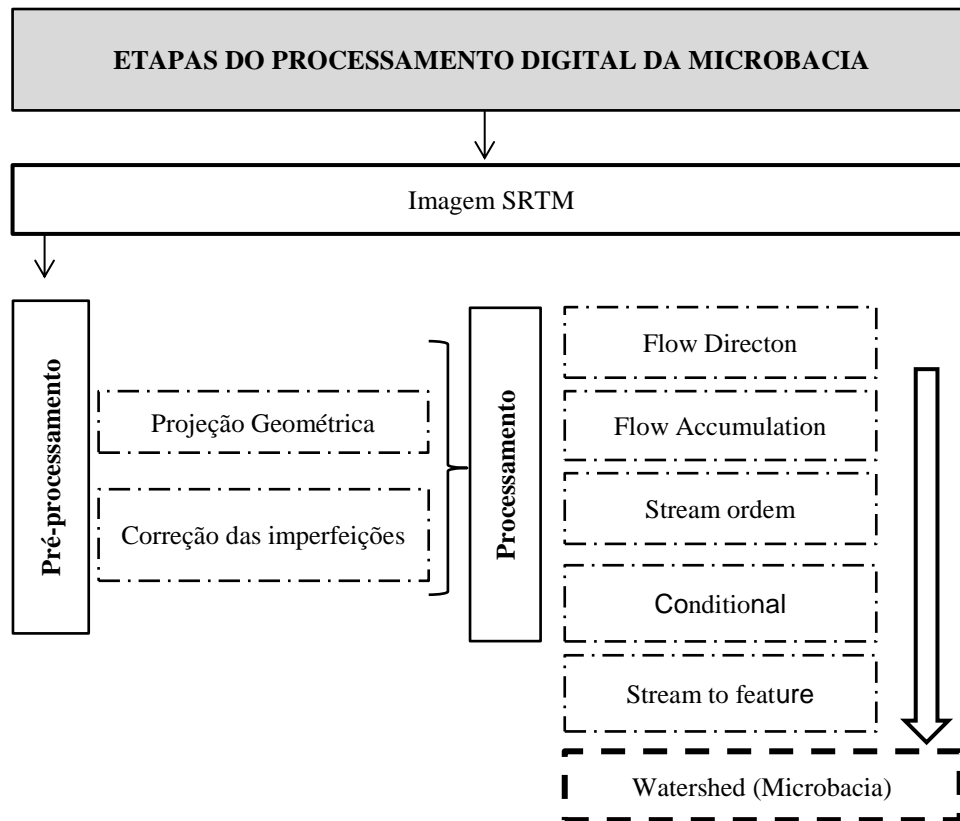 ETAPAS DO PROCESSAMENTO DIGITAL DA MICROBACIA
Imagem SRTM
Pré-processamento
Projeção Geométrica
Correção das imperfeições
Processamento
Flow Directon
Flow Accumulation
Stream ordem
Conditional
Stream to feature
Watershed (Microbacia)